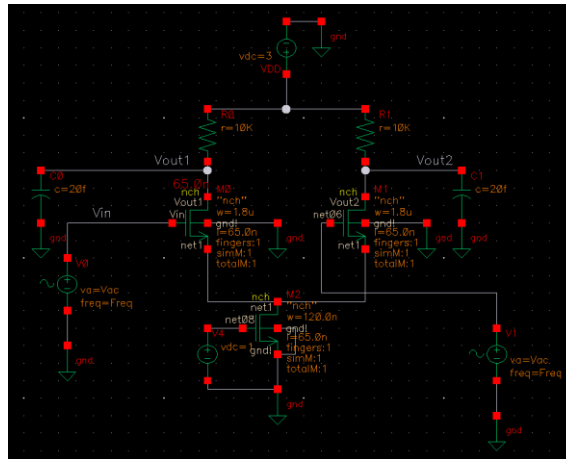 gnd
vdc=3
VDD
R0
r=10K
R1
r=10K
Vout1
Vout2
C0
c=20f
C1
c=20f
65.0n
nch
M0
Vout1
"nch"
w=1.8u
Vin
Vin
gnd!
l=65.0n
fingers:1
simM:1
totalM:1
net1
gnd
gnd
nch
M1
Vout2
"nch"
w=1.8u
net06
gnd!
l=65.0n
fingers:1
simM:1
totalM:1
net1
gnd
gnd
V0
va=Vac
freq=Freq
gnd
nch
M2
net1
"nch"
w=120.0n
net08
gnd!
l=65.0n
fingers:1
simM:1
totalM:1
gnd!
V4
vdc=1
gnd
V1
va=Vac
freq=Freq
gnd